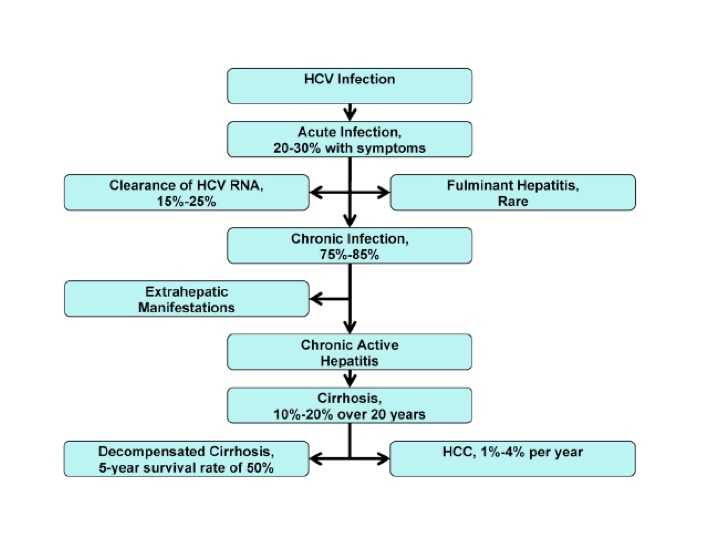 HCV Infection
Acute Infection,
20-30% with symptoms
Clearance of HCV RNA,
15%-25%
Fulminant Hepatitis,
Rare
Chronic Infection,
75%-85%
Extrahepatic
Manifestations
Chronic Active
Hepatitis
Cirrhosis,
10%-20% over 20 years
Decompensated Cirrhosis,
5-year survival rate of 50%
HCC, 1%-4% per year